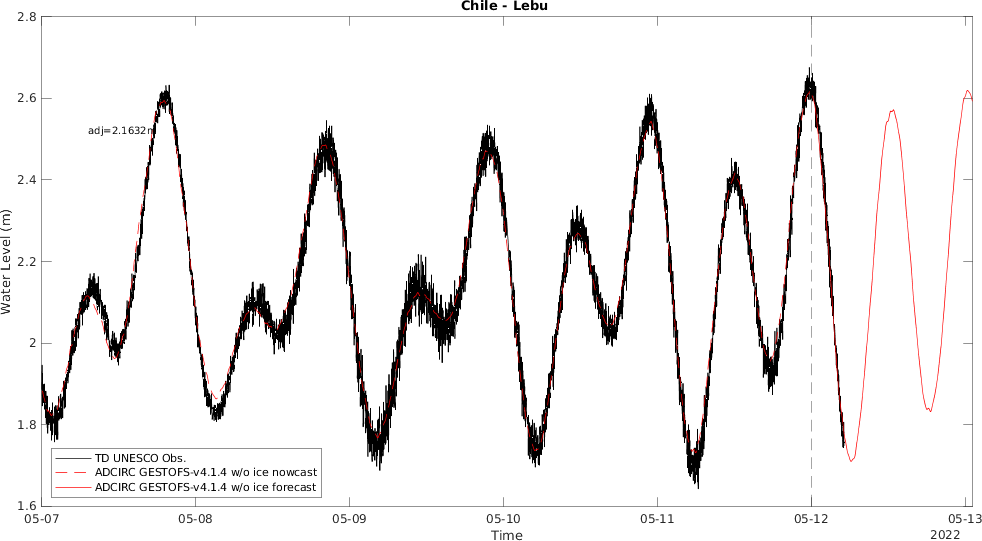 Chile - Lebu
2.8
2.6
2.4
2.2
2
1.8
1.6
Water Level (m)
adj=2.1632m
TD UNESCO Obs.
ADCIRC GESTOFS-v4.1.4 w/o ice nowcast
ADCIRC GESTOFS-v4.1.4 w/o ice forecast
05-07 05-08 05-09 05-10 05-11 05-12 05-13
Time
2022